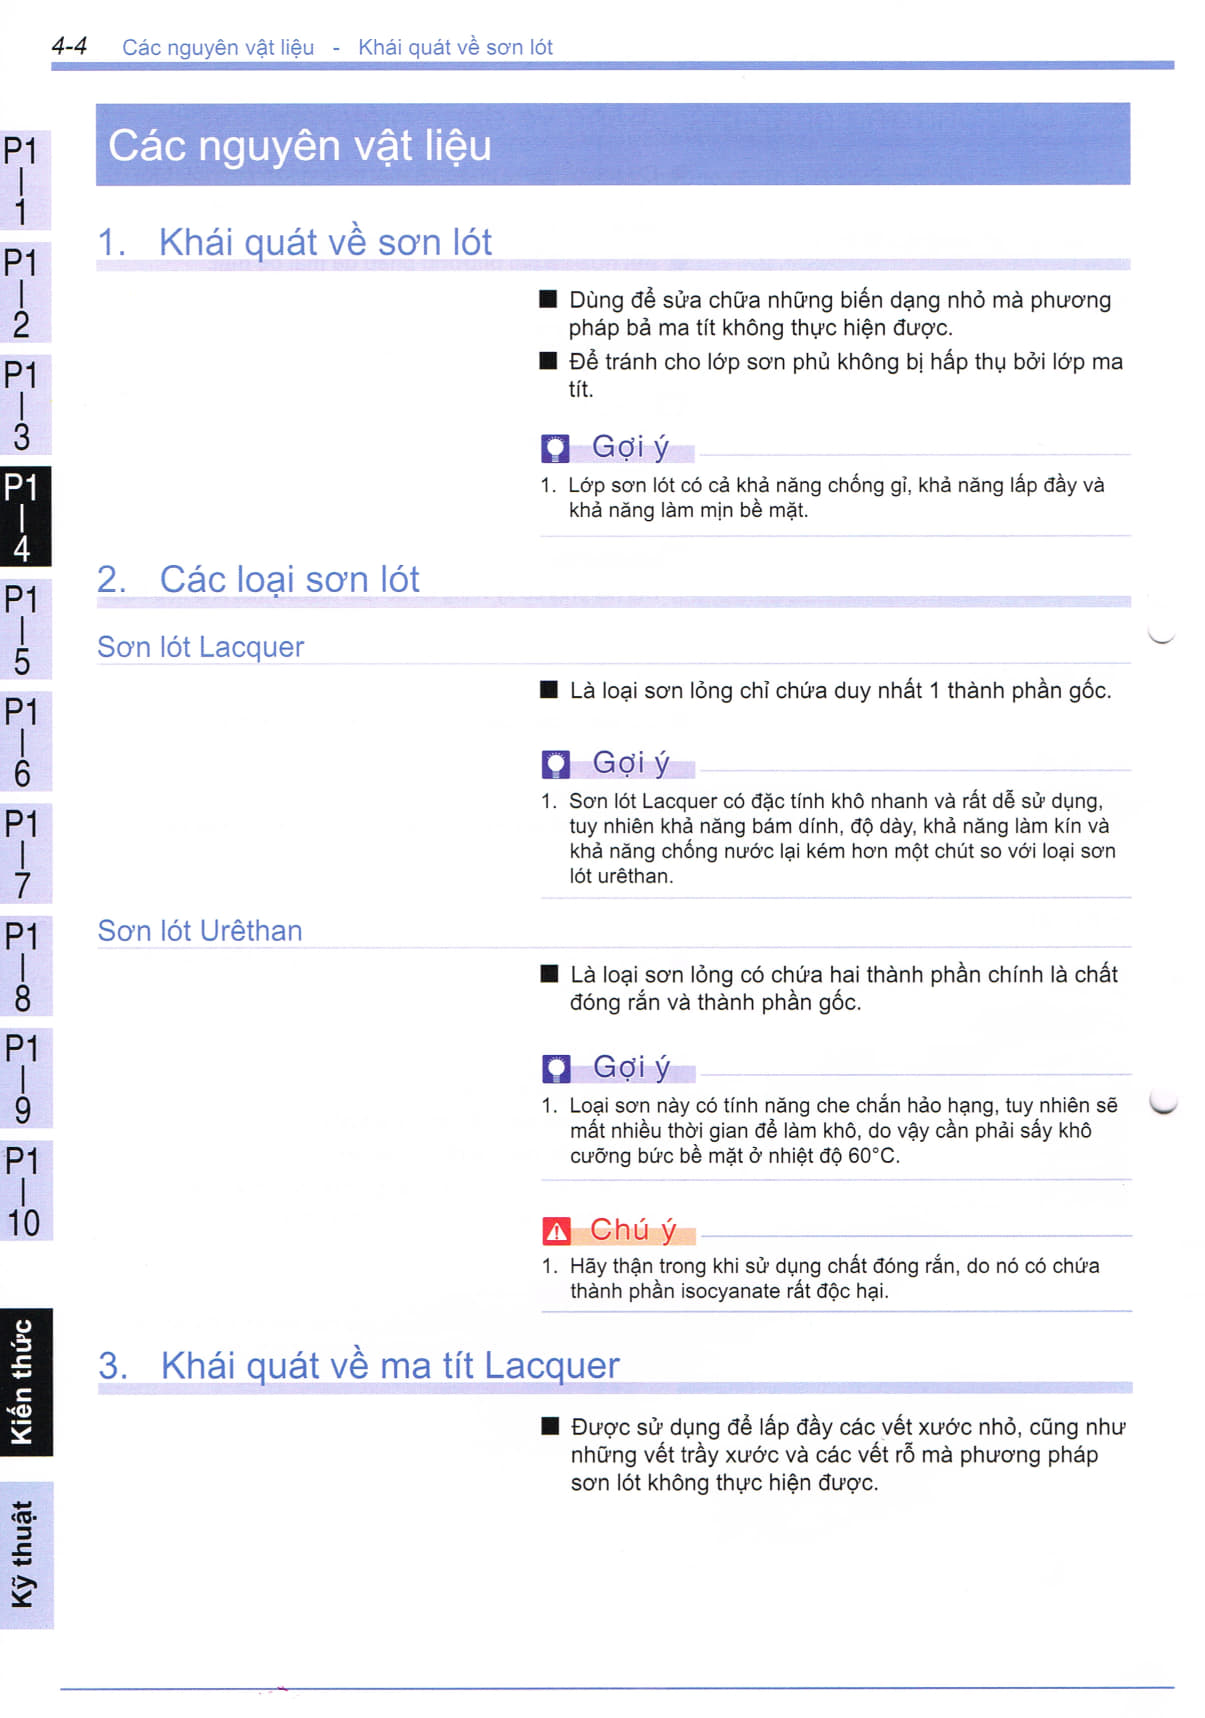 4-4 Các nguyên vật liệu - Khái quát về sơn lót
Các nguyên vật liệu
1. Khái quát về sơn lót
■ Dùng để sửa chữa những biến dạng nhỏ mà phương
pháp bả ma tít không thực hiện được.
■ Để tránh cho lớp sơn phủ không bị hấp thụ bởi lớp ma
tít.
Gợi ý
1. Lớp sơn lót có cả khả năng chống gỉ, khả năng lấp đầy và
khả năng làm mịn bề mặt.
2. Các loại sơn lót
Sơn lót Lacquer
■ Là loại sơn lỏng chỉ chứa duy nhất 1 thành phần gốc.
Gợi ý
1. Sơn lót Lacquer có đặc tính khô nhanh và rất dễ sử dụng,
tuy nhiên khả năng bám dính, độ dày, khả năng làm kín và
khả năng chống nước lại kém hơn một chút so với loại sơn
lót urêthan.
Sơn lót Urêthan
■ Là loại sơn lỏng có chứa hai thành phần chính là chất
đóng rắn và thành phần gốc.
Gợi ý
1. Loại sơn này có tính năng che chắn hảo hạng, tuy nhiên sẽ
mất nhiều thời gian để làm khô, do vậy cần phải sấy khô
cưỡng bức bề mặt ở nhiệt độ 60°C.
Chú ý
1. Hãy thận trong khi sử dụng chất đóng rắn, do nó có chứa
thành phần isocyanate rất độc hại.
3. Khái quát về ma tít Lacquer
■ Được sử dụng để lấp đầy các vết xước nhỏ, cũng như
những vết trầy xước và các vết rỗ mà phương pháp
sơn lót không thực hiện được.
P1
1
P1
2
P1
3
P1
4
P1
5
P1
6
P1
7
P1
8
P1
9
P1
10
Kiến thức
Kỹ thuật